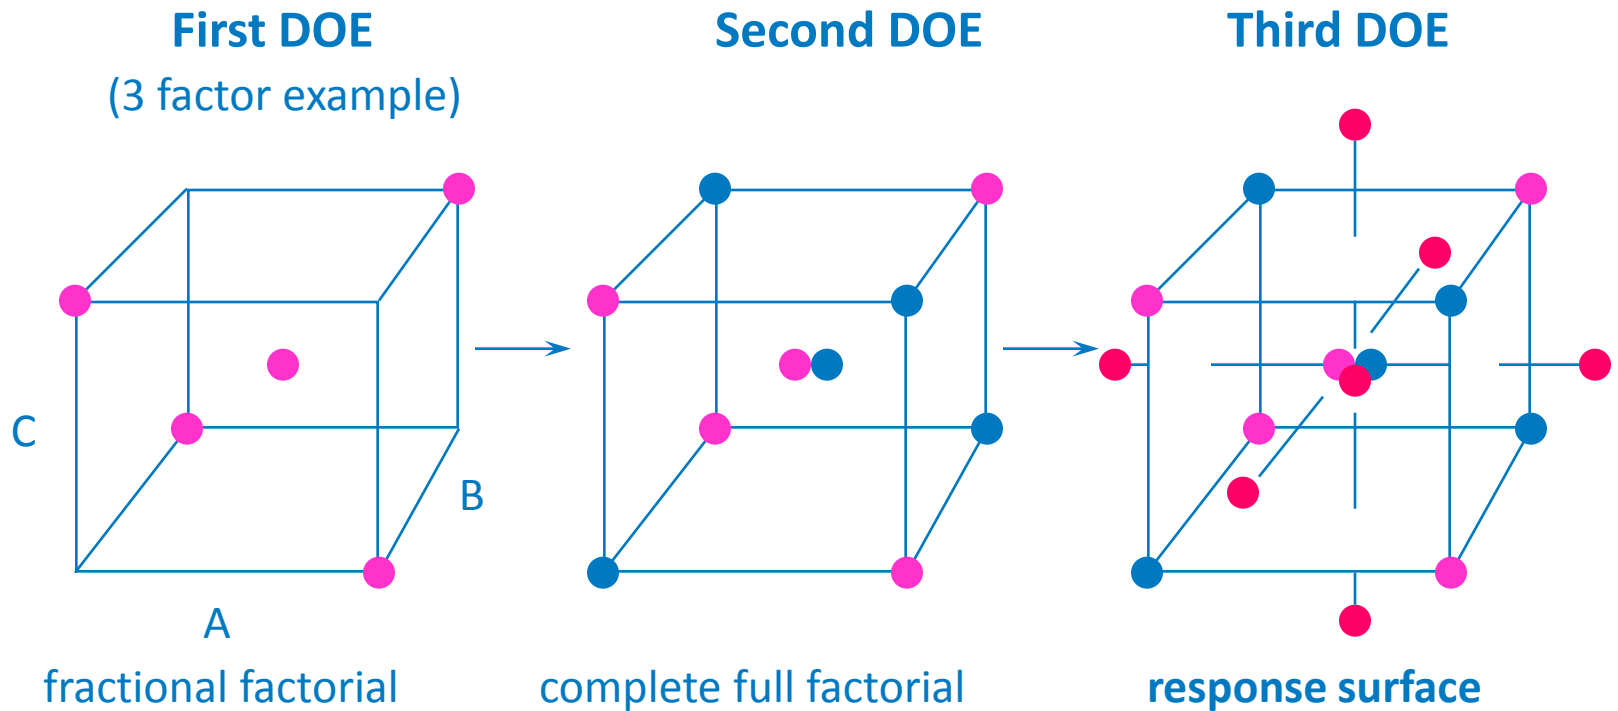 First DOE
(3 factor example)
Second DOE
Third DOE
C
B
A
fractional factorial
complete full factorial
response surface